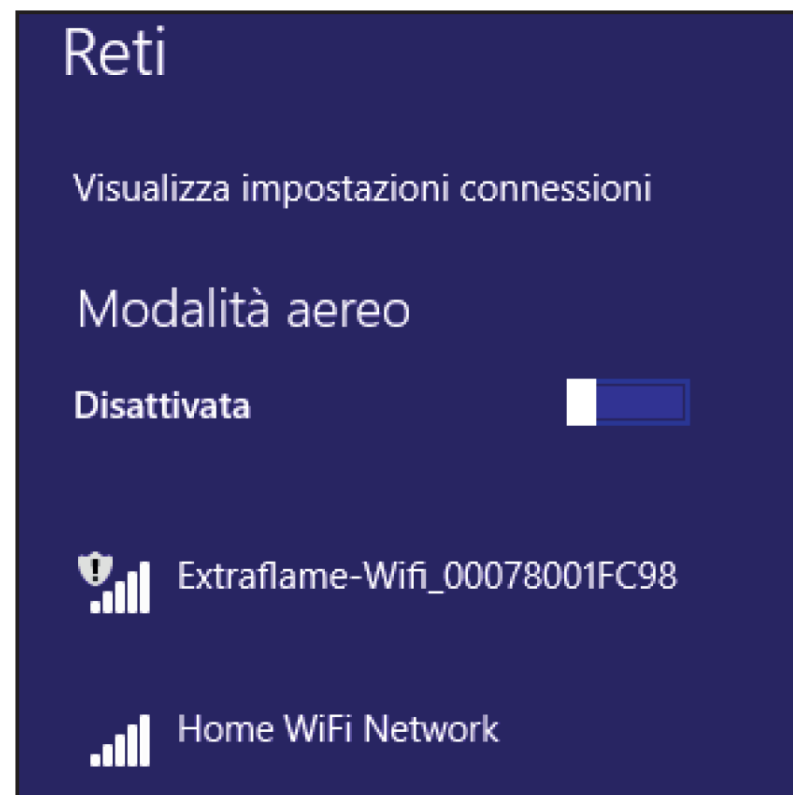 Reti
Visualizza impostazioni connessioni
Modalità aereo
Disattivata
Extraflame-Wifi_00078001FC98
Home WiFi Network